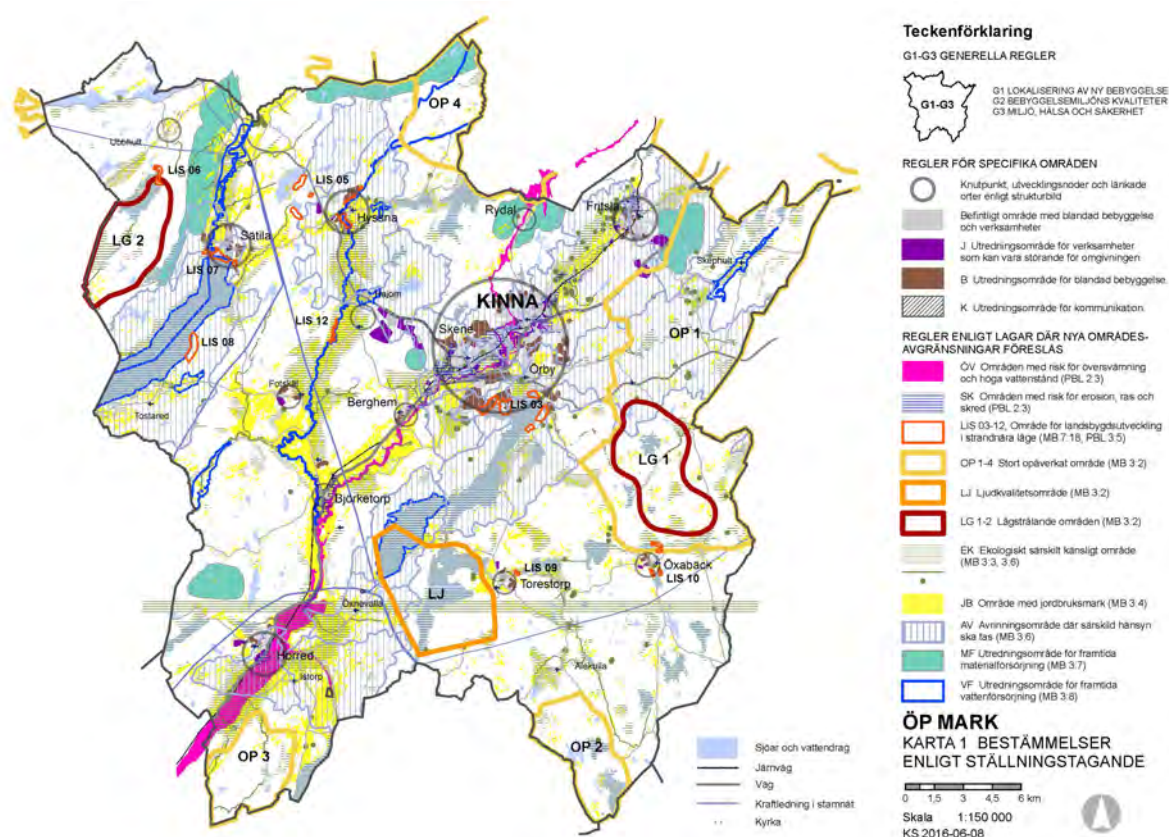 OP 4
Ubbhult
LIS 06
LIS 05
Hyssna
Rydal
Fritsla
LG 2
Sätila
Skephult
LIS 07
KINNA
LIS 12
Skene
OP 1
LIS 08
Örby
Fotskäl
LIS 03
Tostared
Berghem
LG 1
Björketorp
LIS 09
Öxabäck
Torestorp
LIS 10
LJ
Öxnevalla
Horred
Istorp
Älekulla
OP 3
OP 2
Sjöar och vattendrag
Järnväg
Väg
Kraftledning i stamnät
Kyrka
Teckenförklaring
G1-G3 GENERELLA REGLER
G1-G3
G1 LOKALISERING AV NY BEBYGGELSE
G2 BEBYGGELSEMILJÖNS KVALITETER
G3 MILJÖ, HÄLSA OCH SÄKERHET
REGLER FÖR SPECIFIKA OMRÅDEN
Knutpunkt, utvecklingsnoder och länkade
orter enligt strukturbild
Befintligt område med blandad bebyggelse
och verksamheter
J Utredningsområde för verksamheter
som kan vara störande för omgivningen
B Utredningsområde för blandad bebyggelse
K Utredningsområde för kommunikation
REGLER ENLIGT LAGAR DÄR NYA OMRÅDES-
AVGRÄNSNINGAR FÖRESLÅS
ÖV Områden med risk för översvämning
och höga vattenstånd (PBL 2:3)
SK Områden med risk för erosion, ras och
skred (PBL 2:3)
LIS 03-12, Område för landsbygdsutveckling
i strandnära läge (MB 7:18, PBL 3:5)
OP 1-4 Stort opåverkat område (MB 3:2)
LJ Ljudkvalitetsområde (MB 3:2)
LG 1-2 Lågstrålande områden (MB 3:2)
EK Ekologiskt särskilt känsligt område
(MB 3:3, 3:6)
JB Område med jordbruksmark (MB 3:4)
AV Avrinningsområde där särskild hänsyn
ska tas (MB 3:6)
MF Utredningsområde för framtida
materialförsörjning (MB 3:7)
VF Utredningsområde för framtida
vattenförsörjning (MB 3:8)
ÖP MARK
KARTA 1 BESTÄMMELSER
ENLIGT STÄLLNINGSTAGANDE
0 1,5 3 4,5 6 km
Skala 1:150 000
KS 2016-06-08